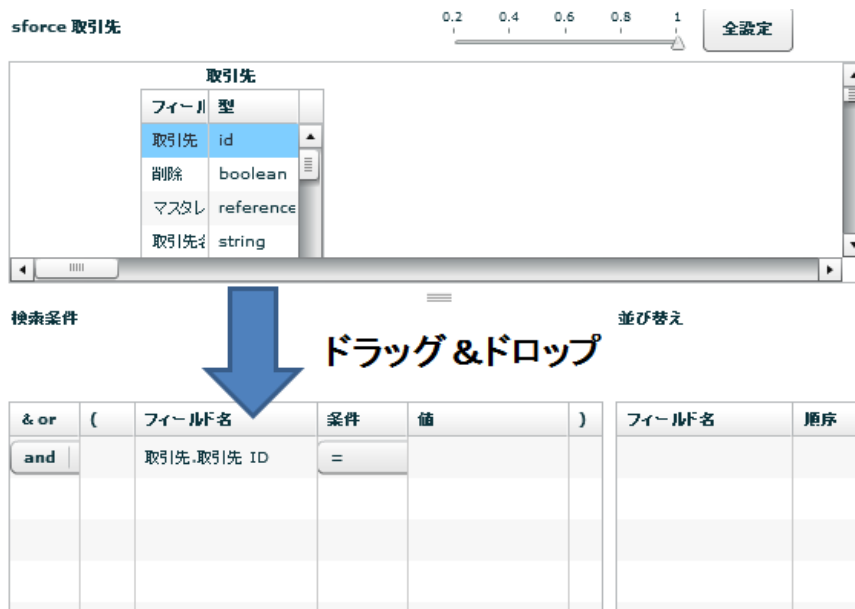 sforce 取引先
0.2 0.4 0.6 0.8 1
全設定
取引先
フィール 型
取引先 id
削除 boolean
マスタレ reference
取引先名 string
検索条件
ドラッグ &ドロップ
並び替え
& or ( フィールド名 条件 値 )
フィールド名 順序
and 取引先.取引先 ID =